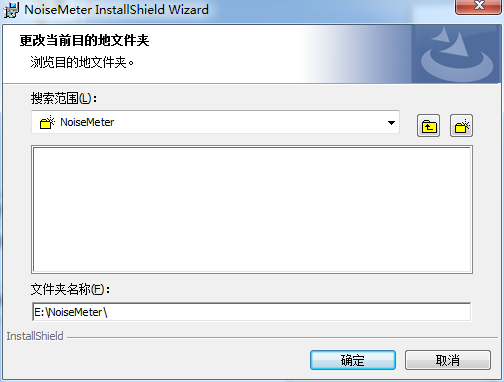 NoiseMeter InstallShield Wizard
更改当前目的地文件夹
浏览目的地文件夹。
搜索范围(L):
NoiseMeter
文件夹名称(F):
E:\NoiseMeter\
InstallShield
确定
取消